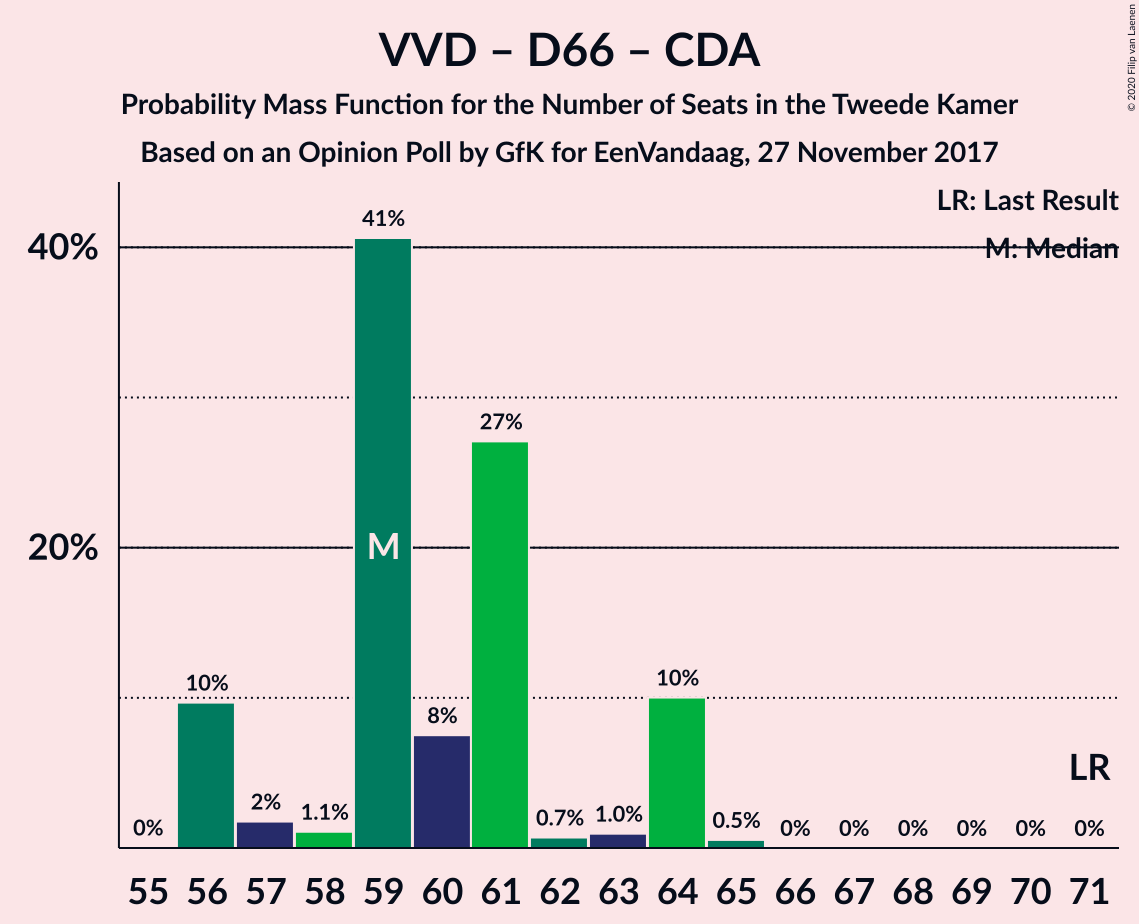 VVD – D66 – CDA
Probability Mass Function for the Number of Seats in the Tweede Kamer
Based on an Opinion Poll by GfK for EenVandaag, 27 November 2017
© 2020 Filip van Laenen
LR: Last Result
M: Median
40%
20%
0%
10%
2%
1.1%
41%
8%
27%
0.7%
1.0%
10%
0.5%
0%
0%
0%
0%
0%
0%
M
LR
55 56 57 58 59 60 61 62 63 64 65 66 67 68 69 70 71